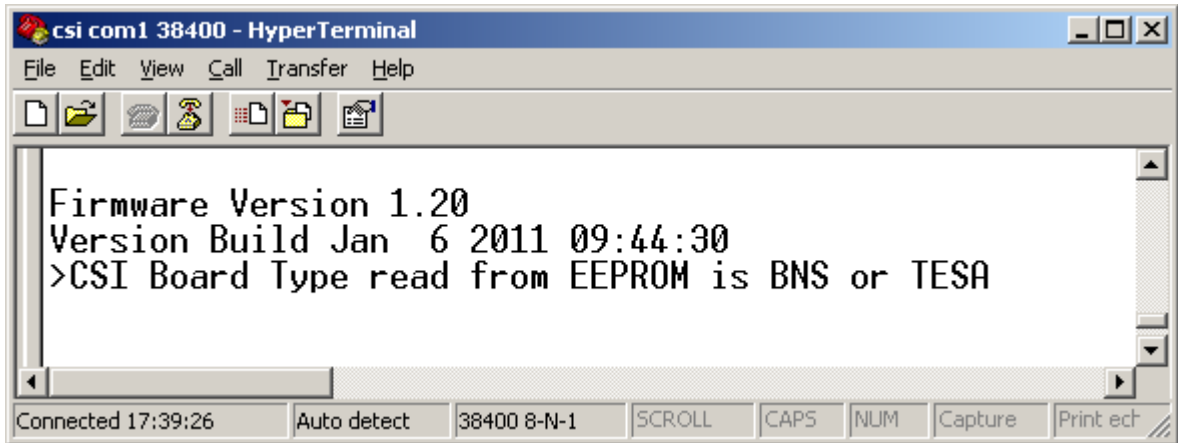 csi com1 38400 - HyperTerminal
File Edit View Call Transfer Help
Firmware Version 1.20
Version Build Jan  6 2011 09:44:30
>CSI Board Type read from EEPROM is BNS or TESA
Connected 17:39:26 Auto detect 38400 8-N-1 SCROLL CAPS NUM Capture Print ech